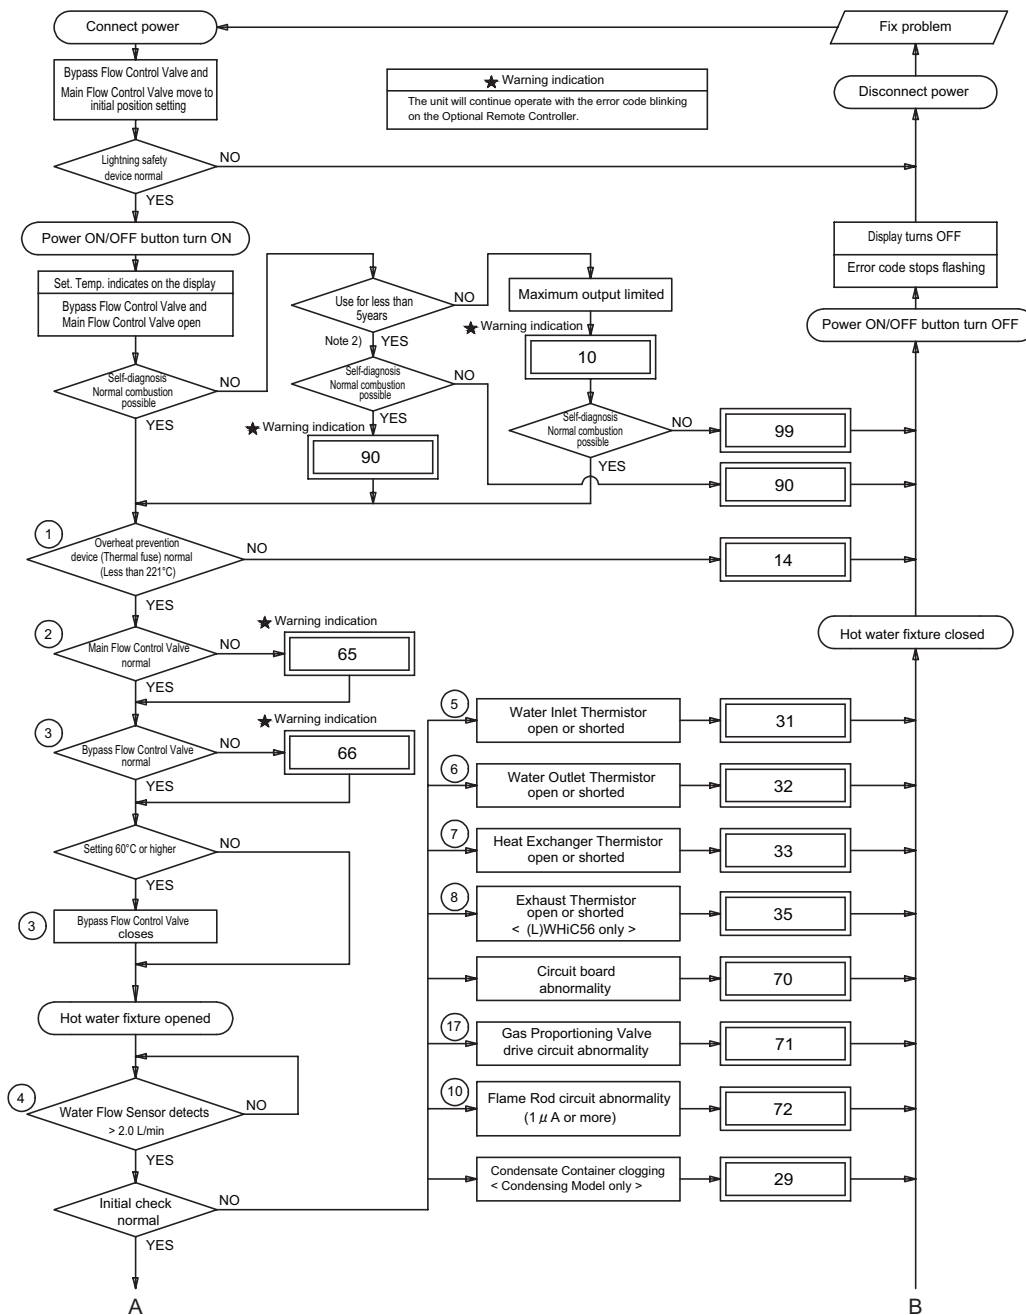 Connect power
Fix problem
Bypass Flow Control Valve and
Main Flow Control Valve move to
initial position setting
★ Warning indication
The unit will continue operate with the error code blinking
on the Optional Remote Controller.
Disconnect power
Lightning safety
device normal
NO
YES
Power ON/OFF button turn ON
Display turns OFF
Error code stops flashing
Set. Temp. indicates on the display
Bypass Flow Control Valve and
Main Flow Control Valve open
Use for less than
5years
NO
Note 2)
YES
Maximum output limited
★ Warning indication
10
Power ON/OFF button turn OFF
Self-diagnosis
Normal combustion
possible
NO
YES
Self-diagnosis
Normal combustion
possible
NO
YES
★ Warning indication
90
Self-diagnosis
Normal combustion
possible
NO
YES
99
90
1
Overheat prevention
device (Thermal fuse) normal
(Less than 221°C)
NO
YES
14
2
Main Flow Control Valve
normal
NO
YES
★ Warning indication
65
Hot water fixture closed
3
Bypass Flow Control Valve
normal
NO
YES
★ Warning indication
66
5
Water Inlet Thermistor
open or shorted
31
6
Water Outlet Thermistor
open or shorted
32
Setting 60°C or higher
NO
YES
7
Heat Exchanger Thermistor
open or shorted
33
3
Bypass Flow Control Valve
closes
8
Exhaust Thermistor
open or shorted
< (L)WHiC56 only >
35
Circuit board
abnormality
70
Hot water fixture opened
17
Gas Proportioning Valve
drive circuit abnormality
71
4
Water Flow Sensor detects
> 2.0 L/min
NO
YES
10
Flame Rod circuit abnormality
(1 μ A or more)
72
Condensate Container clogging
< Condensing Model only >
29
Initial check
normal
NO
YES
A
B